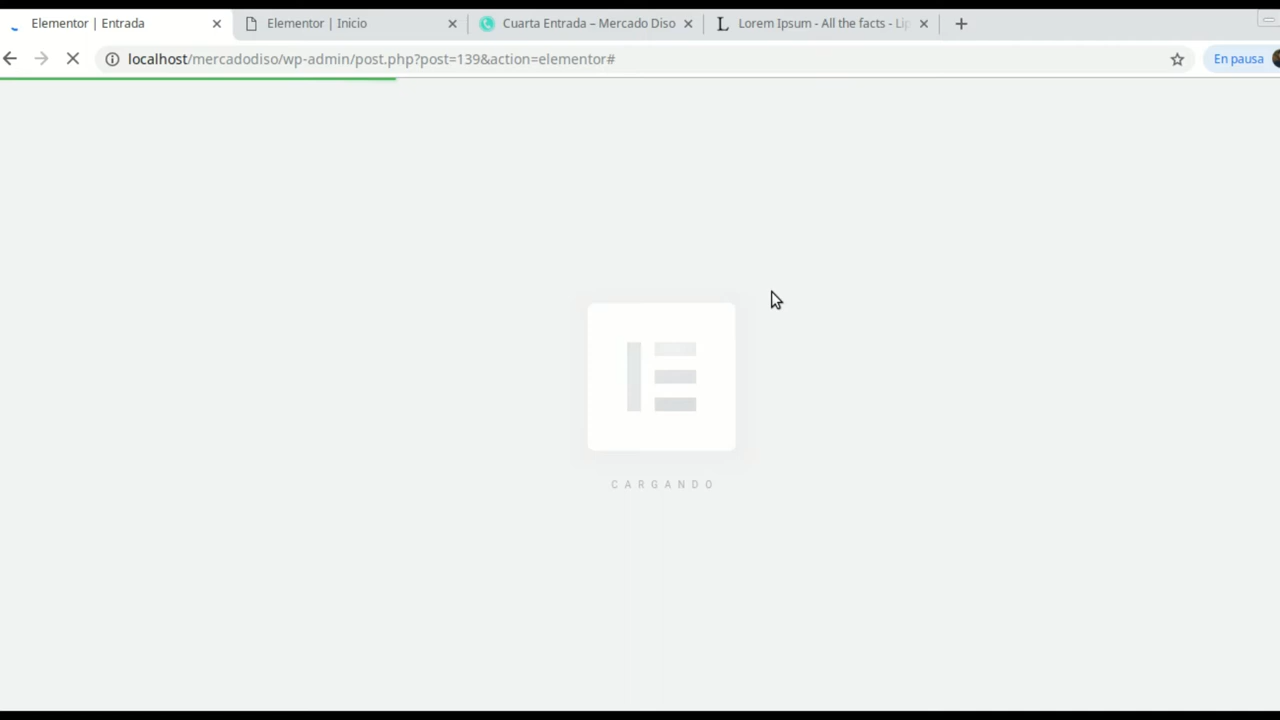 Elementor | Entrada
Elementor | Inicio
Cuarta Entrada – Mercado Diso
Lorem Ipsum - All the facts - Lip
localhost/mercadodiso/wp-admin/post.php?post=139&action=elementor#
En pausa
CARGANDO